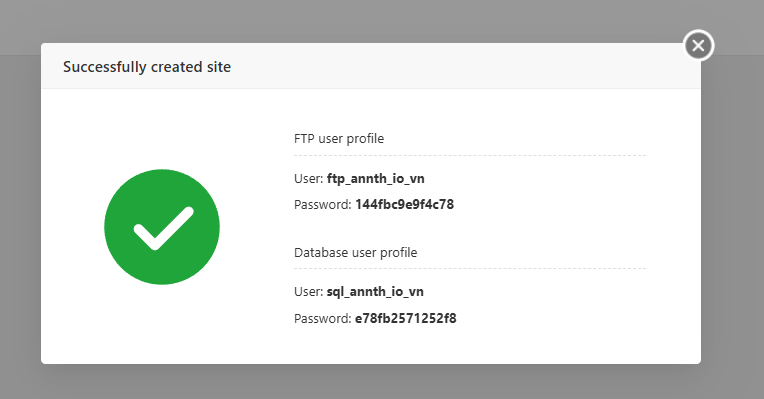 Successfully created site
FTP user profile
User: ftp_annth_io_vn
Password: 144fbc9e9f4c78
Database user profile
User: sql_annth_io_vn
Password: e78fb2571252f8